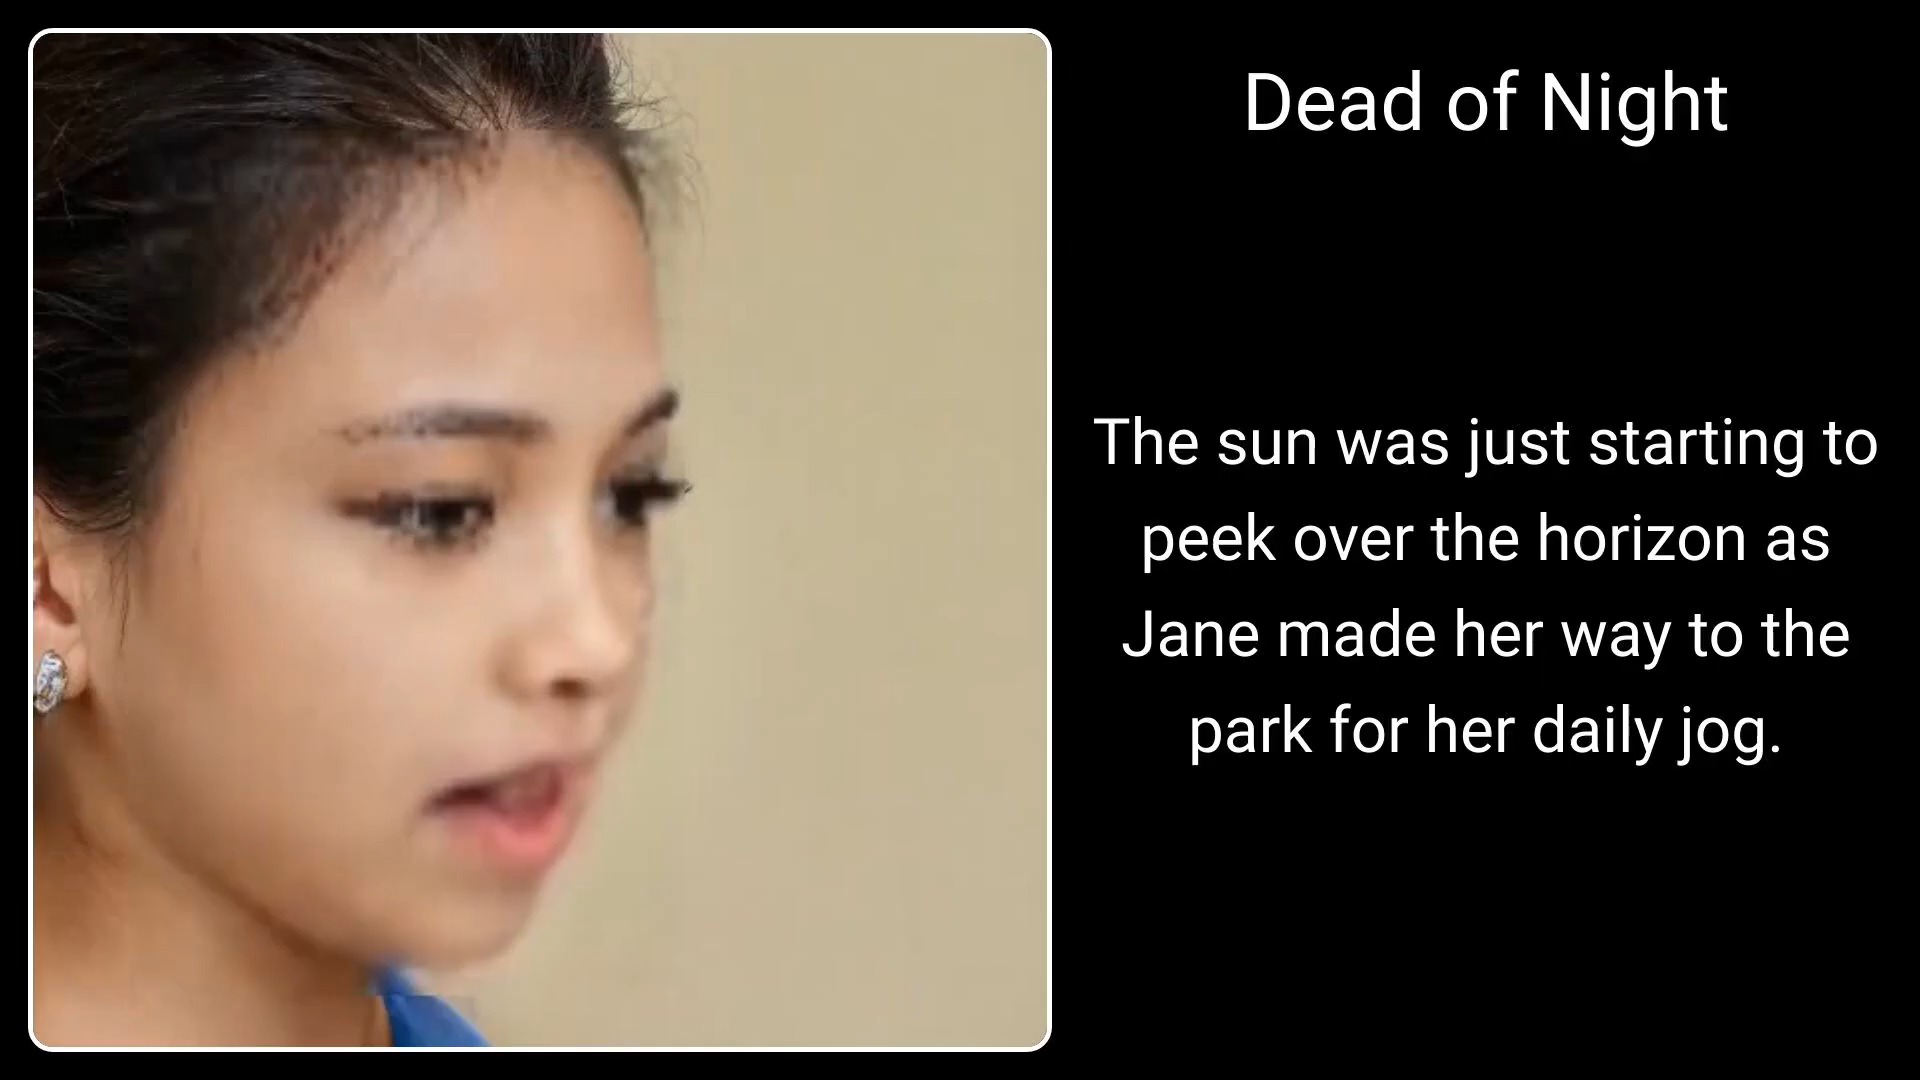 Dead of Night
The sun was just starting to
peek over the horizon as
Jane made her way to the
park for her daily jog.